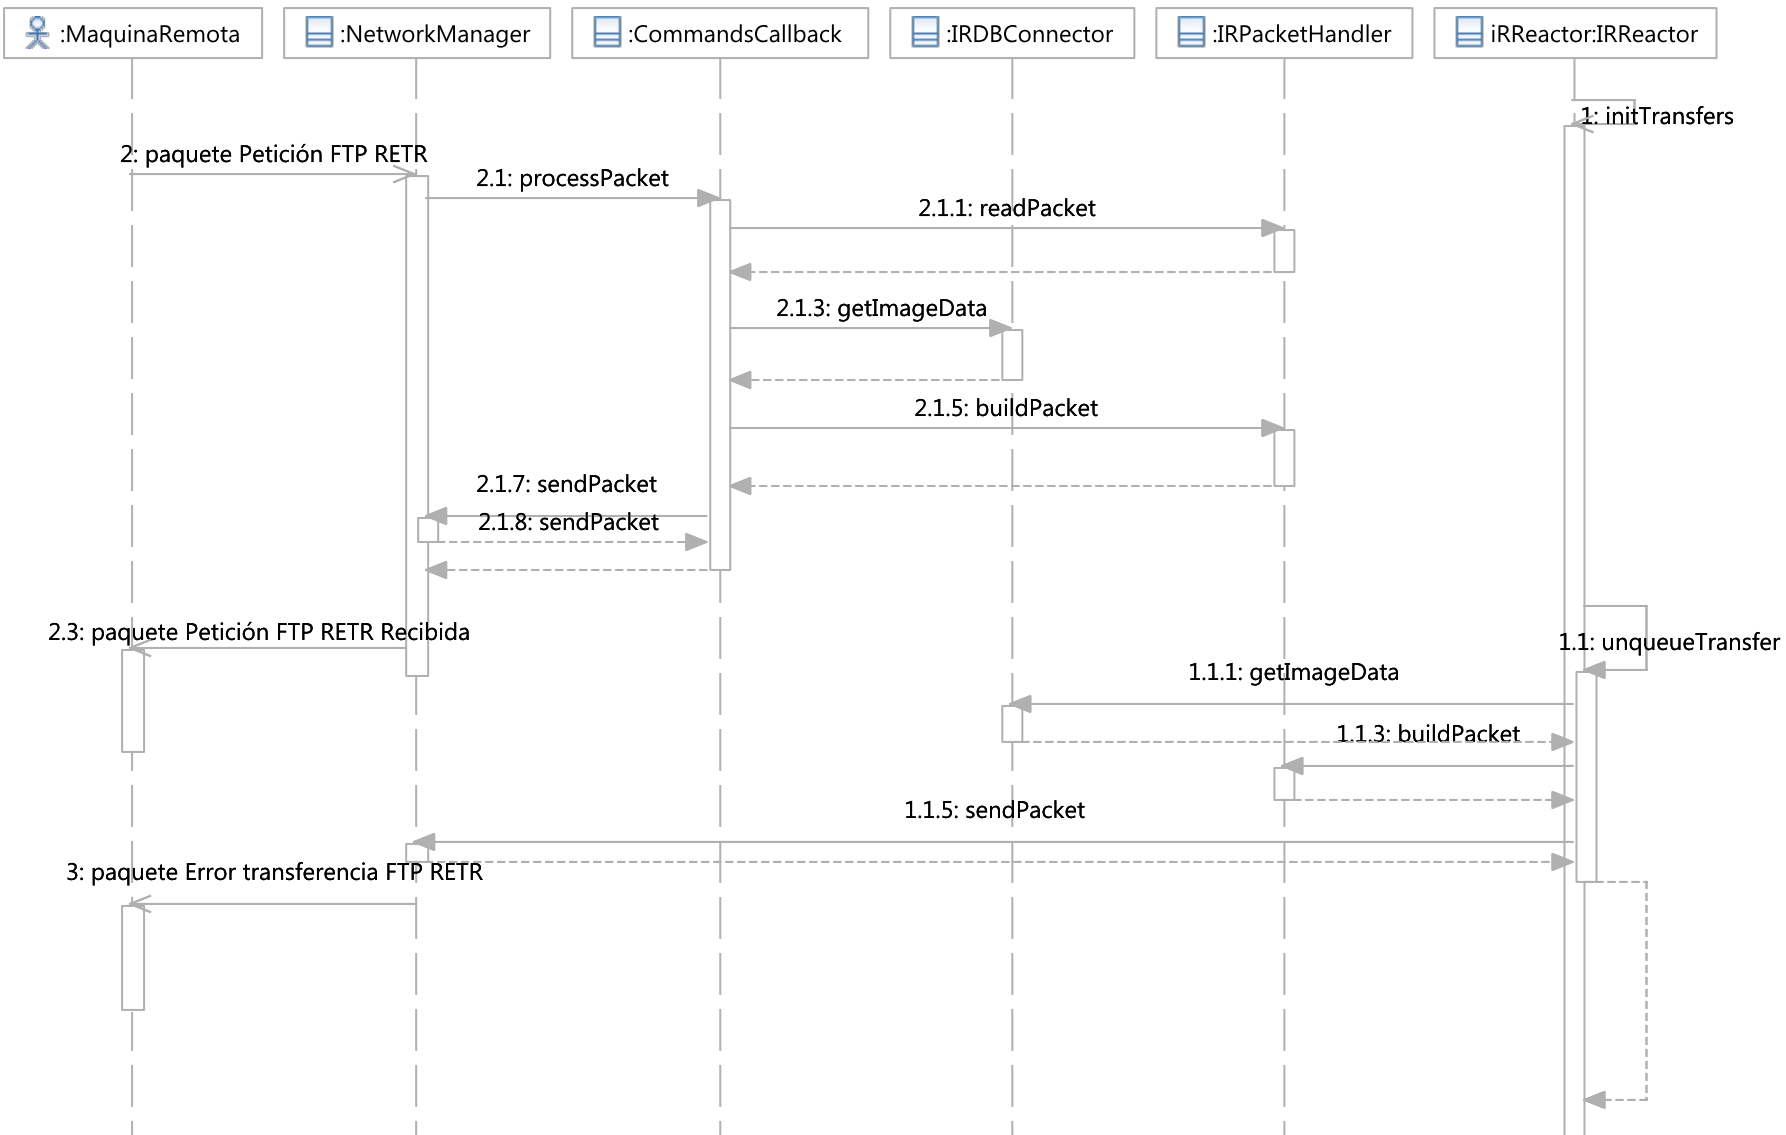 :MaquinaRemota
:NetworkManager
:CommandsCallback
:IRDBConnector
:IRPacketHandler
iRReactor:IRReactor
1: initTransfers
2: paquete Petición FTP RETR
2.1: processPacket
2.1.1: readPacket
2.1.3: getImageData
2.1.5: buildPacket
2.1.7: sendPacket
2.1.8: sendPacket
2.3: paquete Petición FTP RETR Recibida
1.1: unqueueTransfer
1.1.1: getImageData
1.1.3: buildPacket
1.1.5: sendPacket
3: paquete Error transferencia FTP RETR